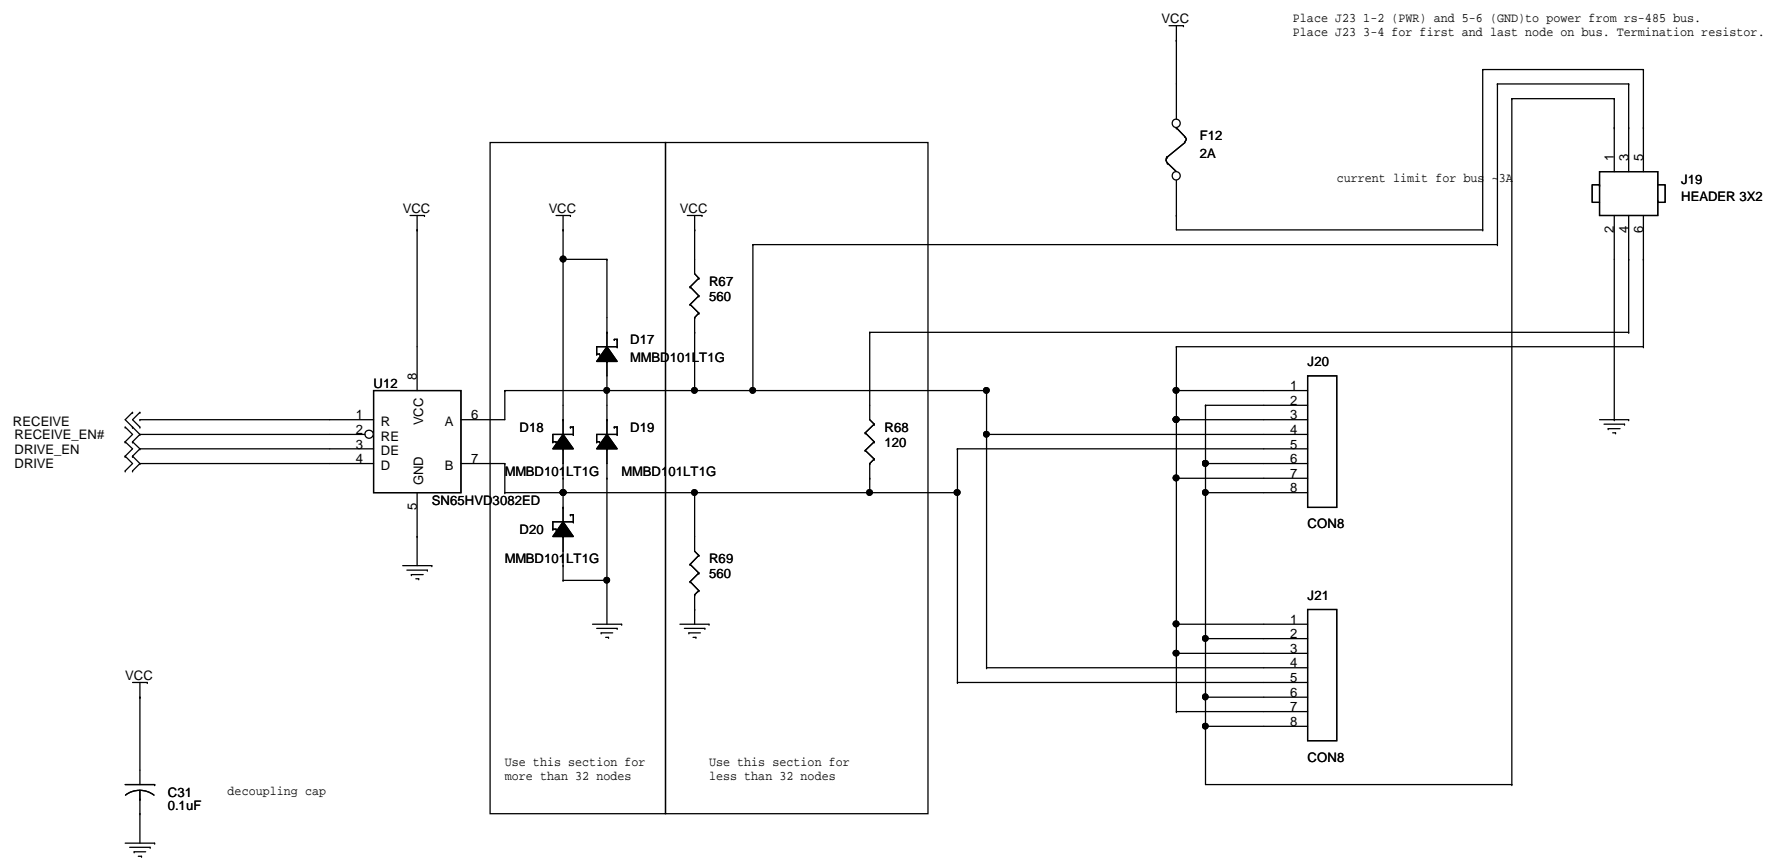 VCC
Place J23 1-2 (PWR) and 5-6 (GND)to power from rs-485 bus.
Place J23 3-4 for first and last node on bus. Termination resistor.
F12
2A
current limit for bus ~3A
1
3
5
J19
HEADER 3X2
2
4
6
VCC
VCC
VCC
R67
560
D17
MMBD101LT1G
J20
1
2
3
4
5
6
7
8
CON8
8
U12
VCC
GND
R
RE
DE
D
A
B
RECEIVE
RECEIVE_EN#
DRIVE_EN
DRIVE
1
2
3
4
6
7
5
SN65HVD3082ED
D18
MMBD101LT1G
D19
MMBD101LT1G
R68
120
D20
MMBD101LT1G
R69
560
J21
1
2
3
4
5
6
7
8
CON8
VCC
C31
0.1uF
decoupling cap
Use this section for
more than 32 nodes
Use this section for
less than 32 nodes